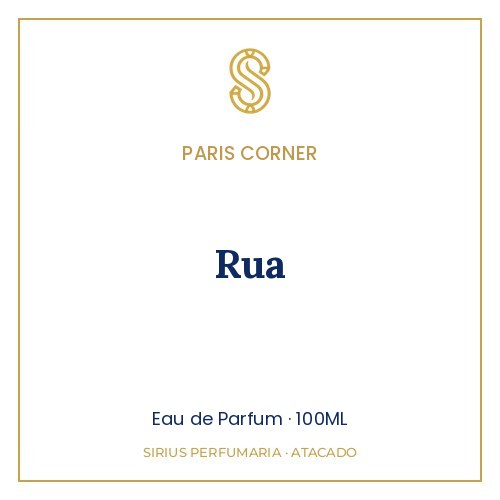 PARIS CORNER
Rua
Eau de Parfum · 100ML
SIRIUS PERFUMARIA · ATACADO